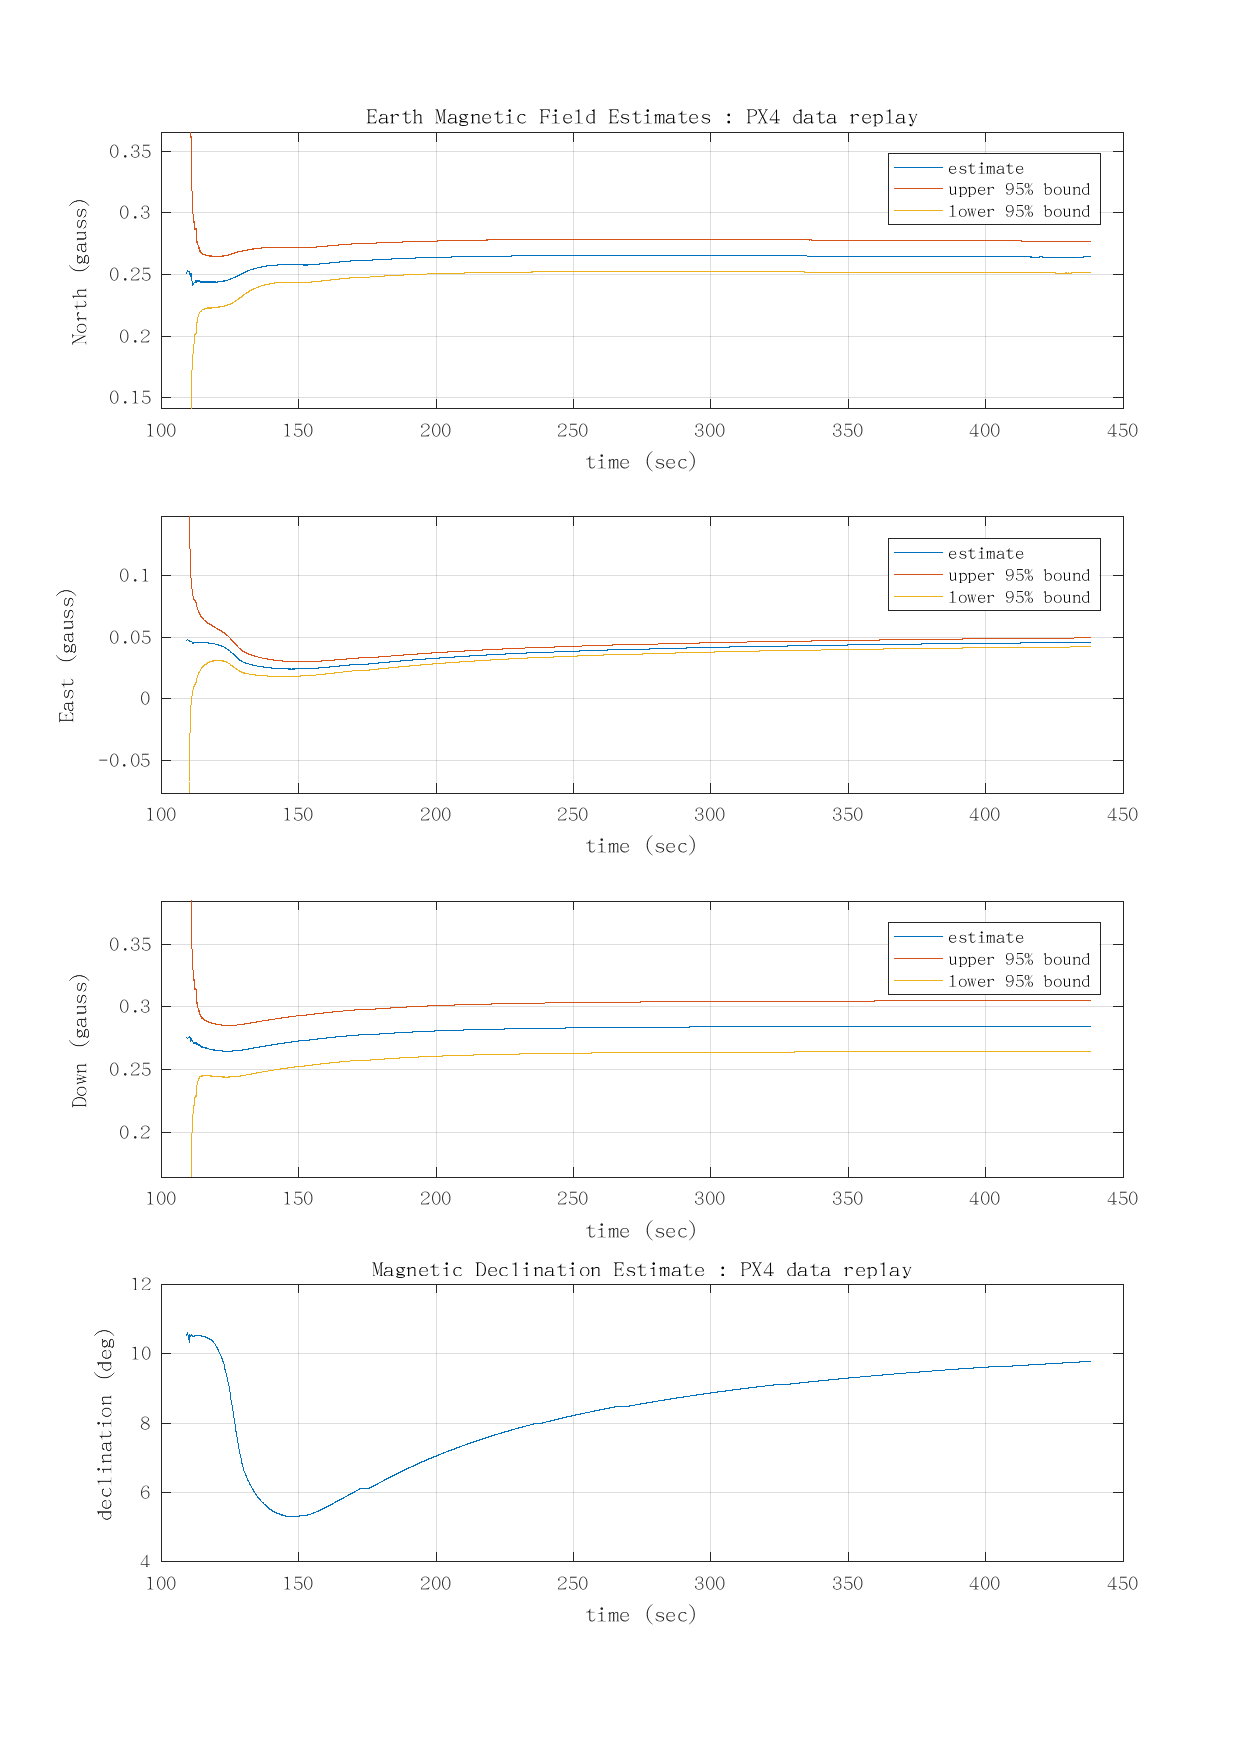 Earth Magnetic Field Estimates : PX4 data replay
0.35
0.3
0.25
0.2
0.15
North (gauss)
estimate
upper 95% bound
lower 95% bound
100 150 200 250 300 350 400 450
time (sec)
0.1
0.05
0
-0.05
East (gauss)
estimate
upper 95% bound
lower 95% bound
100 150 200 250 300 350 400 450
time (sec)
0.35
0.3
0.25
0.2
Down (gauss)
estimate
upper 95% bound
lower 95% bound
100 150 200 250 300 350 400 450
time (sec)
Magnetic Declination Estimate : PX4 data replay
12
10
8
6
4
declination (deg)
100 150 200 250 300 350 400 450
time (sec)